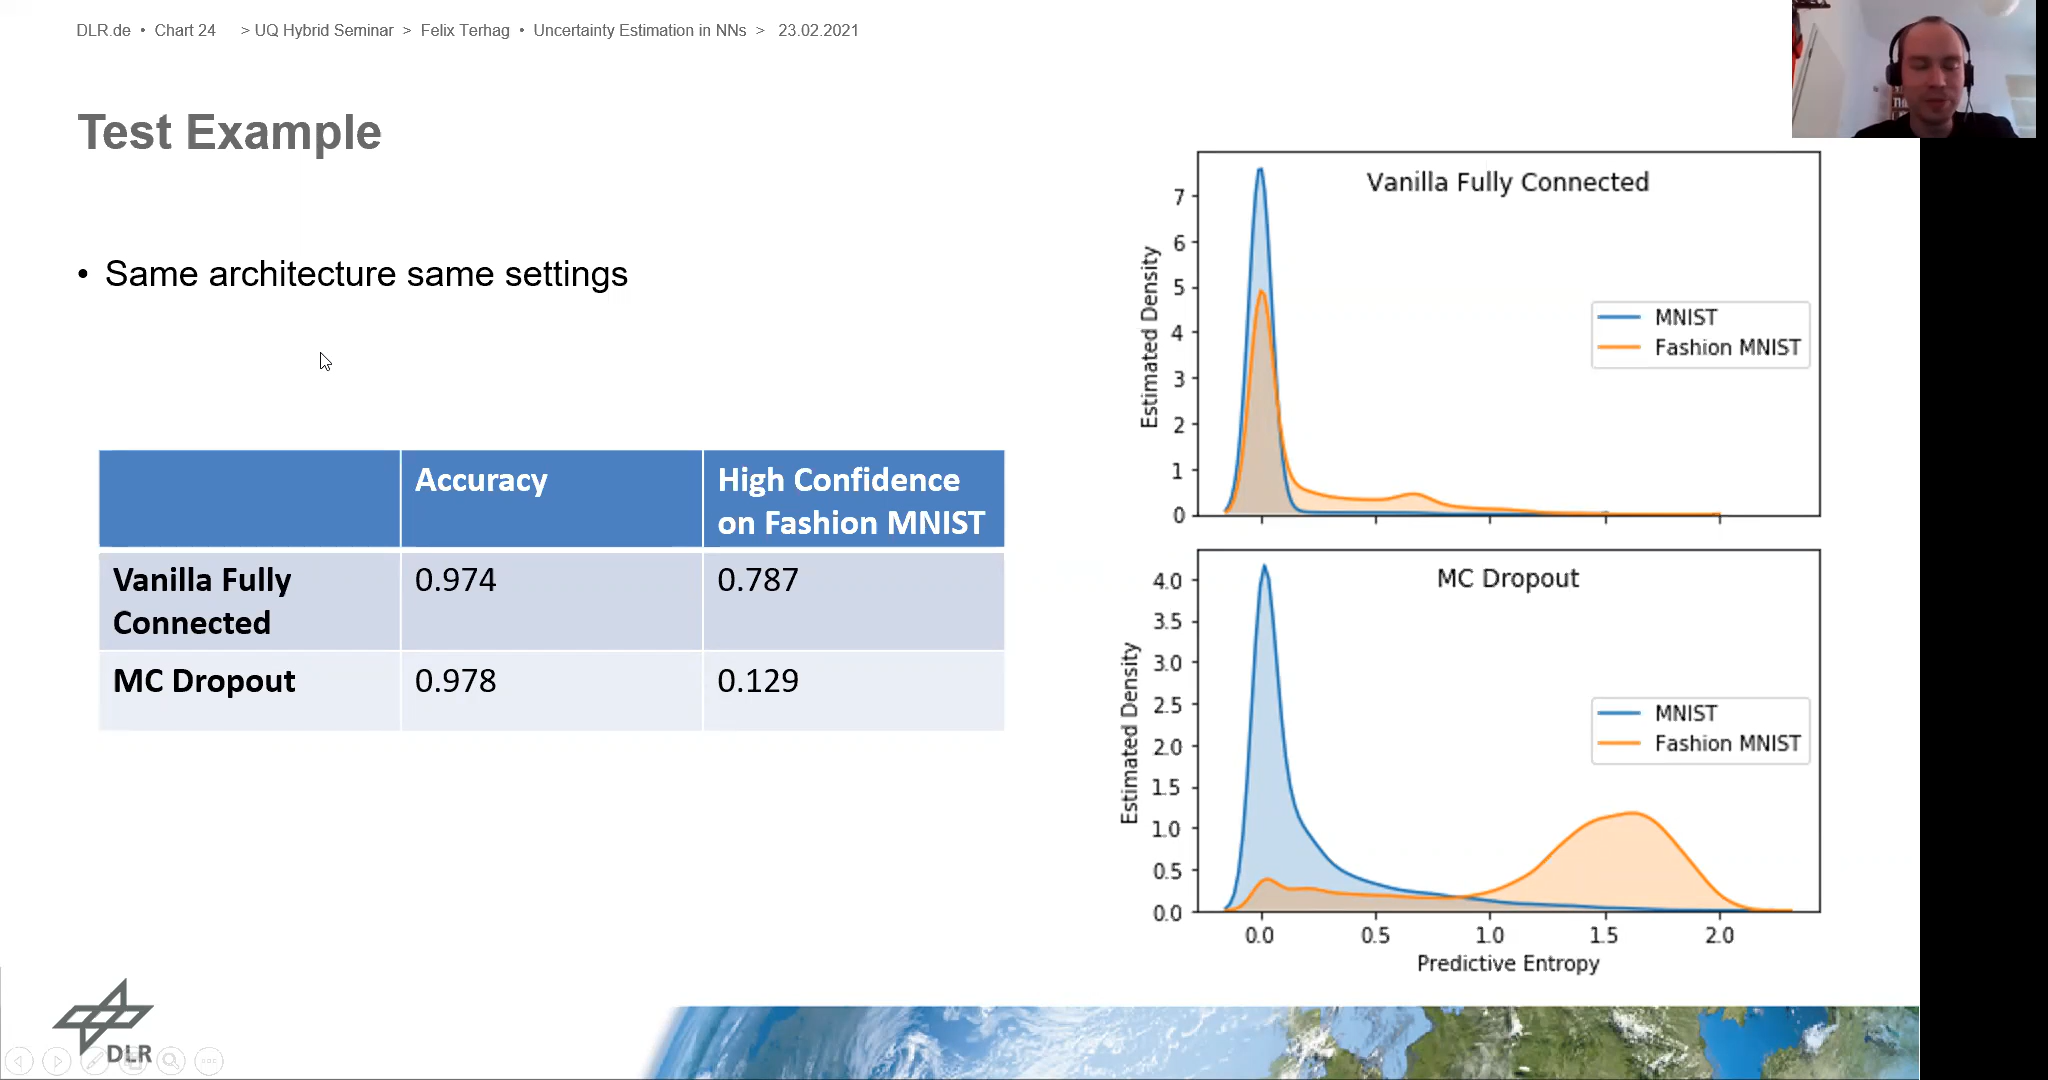 DLR.de • Chart 24 > UQ Hybrid Seminar > Felix Terhag • Uncertainty Estimation in NNs > 23.02.2021
Test Example
• Same architecture same settings
Accuracy
High Confidence
on Fashion MNIST
Vanilla Fully
Connected
0.974
0.787
MC Dropout
0.978
0.129
Vanilla Fully Connected
Estimated Density
7
6
5
4
3
2
1
0
MNIST
Fashion MNIST
MC Dropout
Estimated Density
4.0
3.5
3.0
2.5
2.0
1.5
1.0
0.5
0.0
MNIST
Fashion MNIST
0.0 0.5 1.0 1.5 2.0
Predictive Entropy
DLR